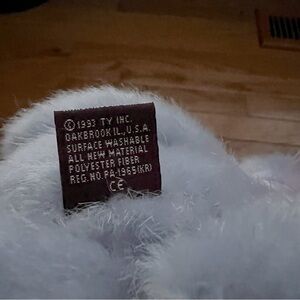 © 1993 TY INC.
OAKBROOK IL., U.S.A.
SURFACE WASHABLE
ALL NEW MATERIAL
POLYESTER FIBER
REG. NO. PA-1965(KR)
CE